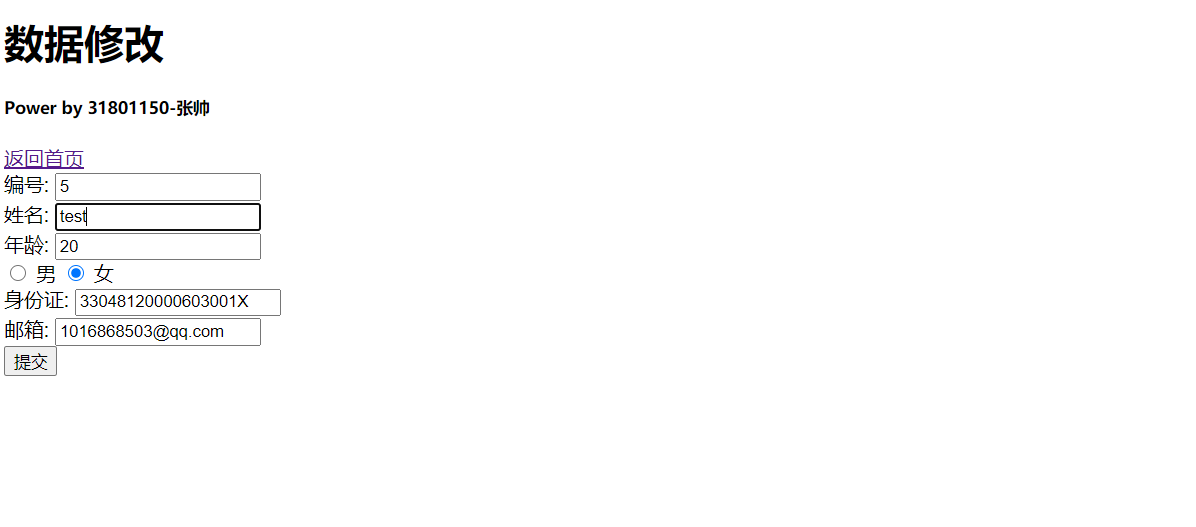 数据修改
Power by 31801150-张帅
返回首页
编号: 5
姓名: test
年龄: 20
男 女
身份证: 33048120000603001X
邮箱: 1016868503@qq.com
提交